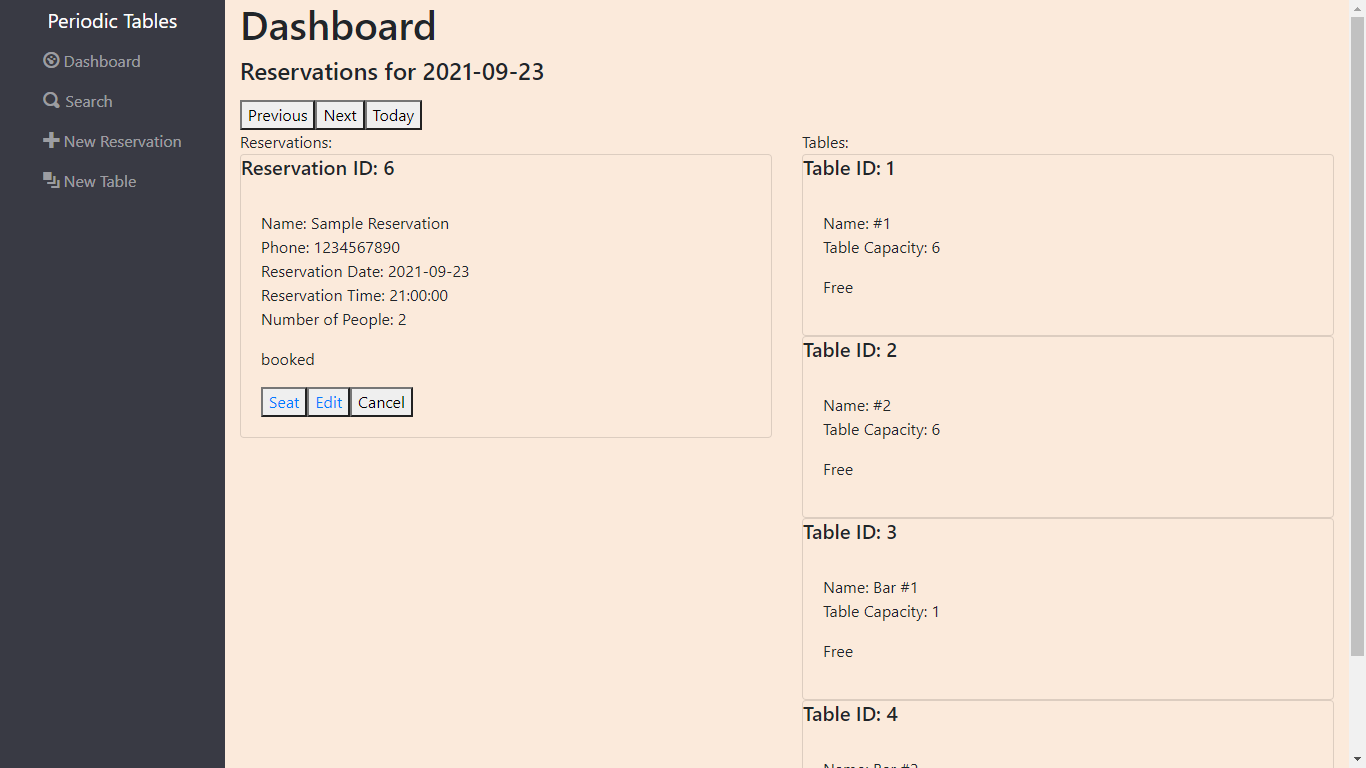 Periodic Tables
Dashboard
Search
New Reservation
New Table
Dashboard
Reservations for 2021-09-23
Previous Next Today
Reservations:
Reservation ID: 6
Name: Sample Reservation
Phone: 1234567890
Reservation Date: 2021-09-23
Reservation Time: 21:00:00
Number of People: 2
booked
Seat Edit Cancel
Tables:
Table ID: 1
Name: #1
Table Capacity: 6
Free
Table ID: 2
Name: #2
Table Capacity: 6
Free
Table ID: 3
Name: Bar #1
Table Capacity: 1
Free
Table ID: 4
Name: Bar #2